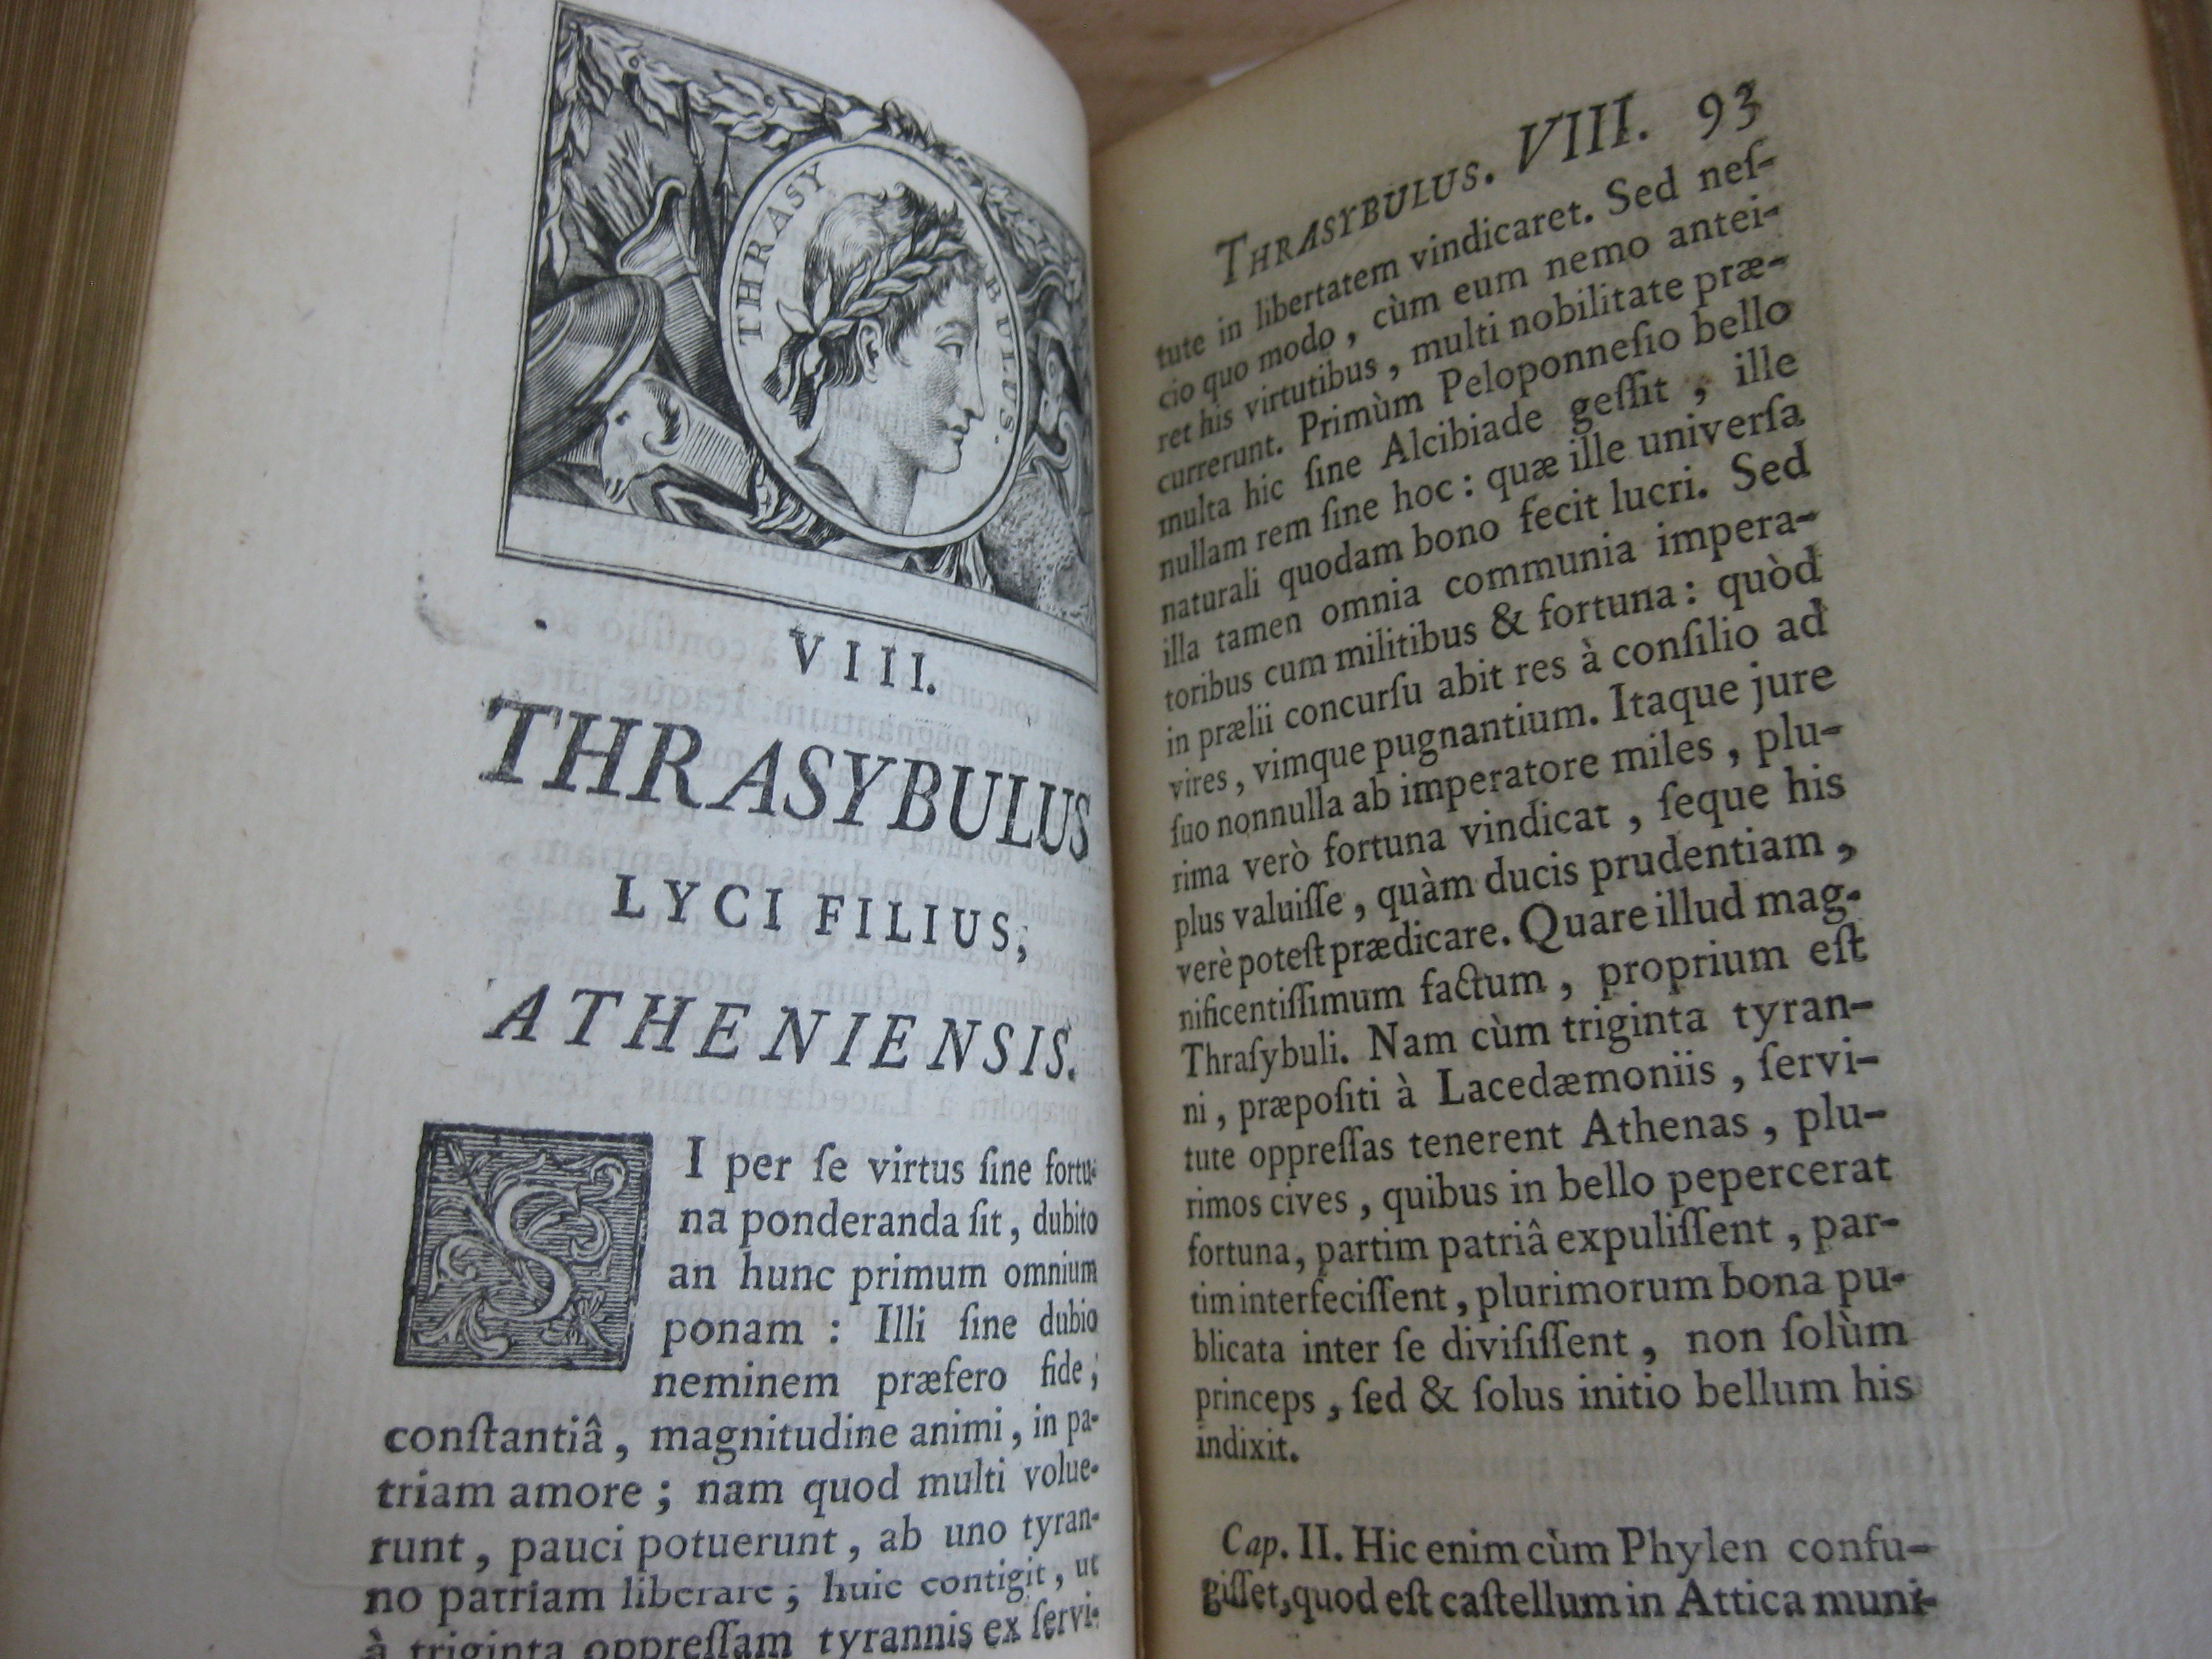 THRASYBULUS.
VIII.
THRASYBULUS
LYCI FILIUS,
ATHENIENSIS.
SI per ſe virtus ſine fortu-
na ponderanda ſit, dubito
an hunc primum omnium
ponam : Illi ſine dubio
neminem præfero fide,
conſtantiâ, magnitudine animi, in pa-
triam amore ; nam quod multi volue-
runt, pauci potuerunt, ab uno tyran-
no patriam liberare ; huic contigit, ut
à triginta oppreſſam tyrannis ex ſervi-
THRASYBULUS. VIII. 93
tute in libertatem vindicaret. Sed neſ-
cio quo modo, cùm eum nemo antei-
ret his virtutibus, multi nobilitate præ-
currerunt. Primùm Peloponneſio bello
multa hic ſine Alcibiade geſſit, ille
nullam rem ſine hoc : quæ ille univerſa
naturali quodam bono fecit lucri. Sed
illa tamen omnia communia impera-
toribus cum militibus & fortuna : quòd
in prælii concurſu abit res à conſilio ad
vires, vimque pugnantium. Itaque jure
ſuo nonnulla ab imperatore miles, plu-
rima verò fortuna vindicat, ſeque his
plus valuiſſe, quàm ducis prudentiam,
verè poteſt prædicare. Quare illud mag-
nificentiſſimum factum, proprium eſt
Thraſybuli. Nam cùm triginta tyran-
ni, præpoſiti à Lacedæmoniis, ſervi-
tute oppreſſas tenerent Athenas, plu-
rimos cives, quibus in bello pepercerat
fortuna, partim patriâ expuliſſent, par-
tim interfeciſſent, plurimorum bona pu-
blicata inter ſe diviſiſſent, non ſolùm
princeps, ſed & ſolus initio bellum his
indixit.
Cap. II. Hic enim cùm Phylen confu-
giſſet, quod eſt caſtellum in Attica muni-